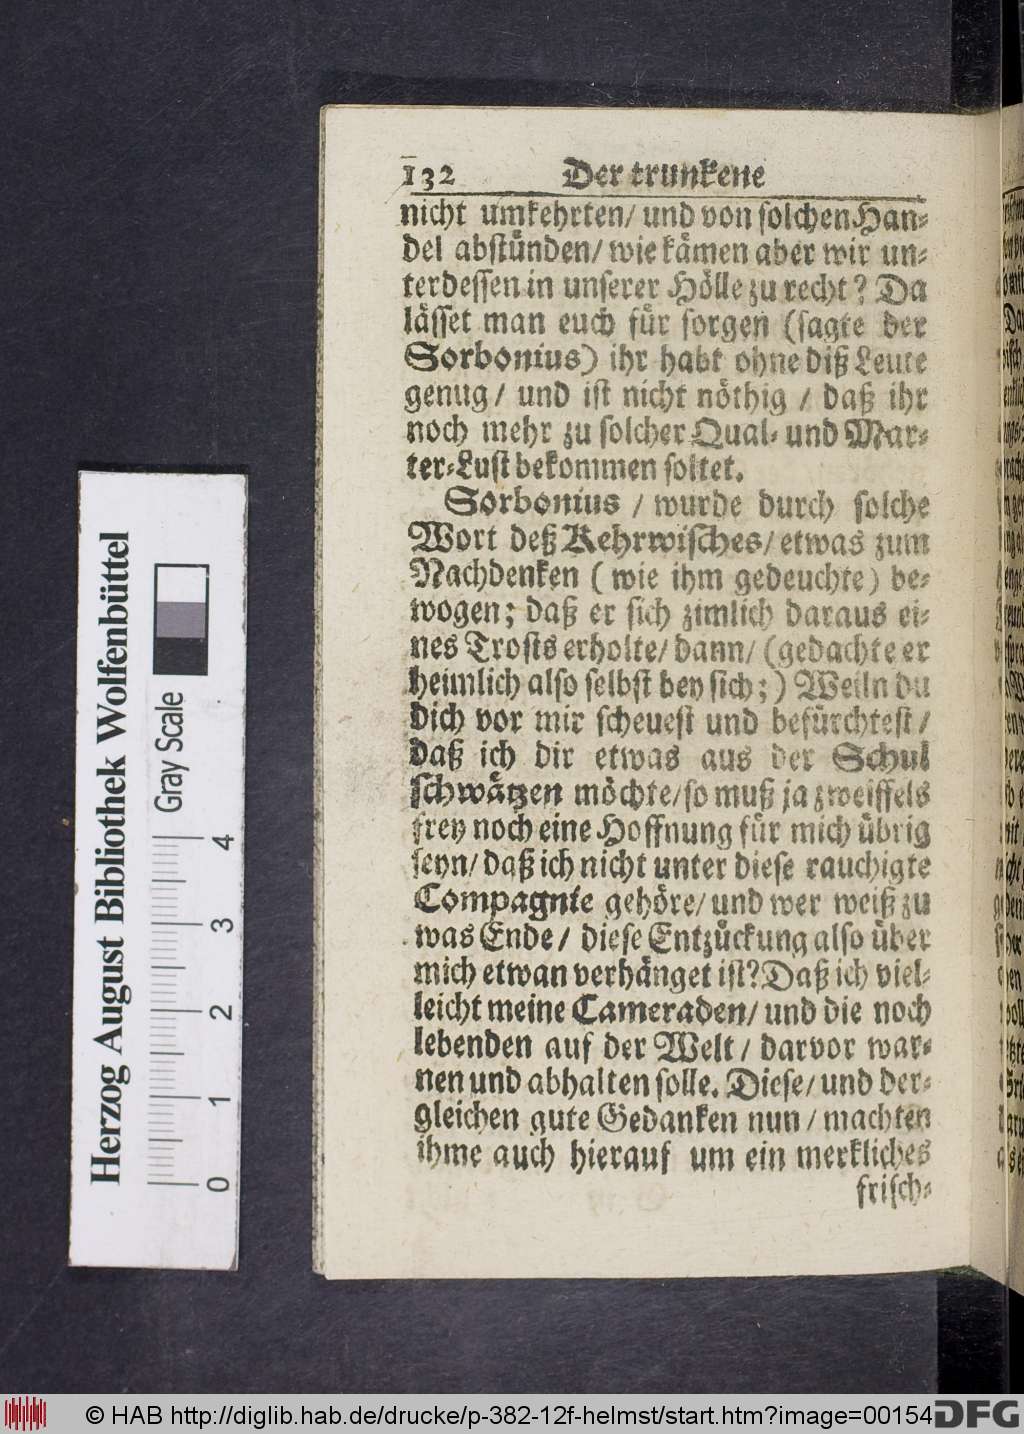 132 Der trunkene
nicht umkehrten/ und von solchen Han-
del abstünden/ wie kämen aber wir un-
terdessen in unserer Hölle zu recht? Da
lässet man euch für sorgen (sagte der
Sorbonius) ihr habt ohne diß Leute
genug/ und ist nicht nöthig / daß ihr
noch mehr zu solcher Qual- und Mar-
ter-Lust bekommen soltet.
Sorbonius / wurde durch solche
Wort deß Kehrwisches/ etwas zum
Nachdenken ( wie ihm gedeuchte) be-
wogen; daß er sich zimlich daraus ei-
nes Trosts erholte/ dann/ (gedachte er
heimlich also selbst bey sich;) Weiln du
dich vor mir scheuest und befürchtest /
daß ich dir etwas aus der Schul
schwätzen möchte/ so muß ja zweiffels
frey noch eine Hoffnung für mich übrig
seyn/ daß ich nicht unter diese rauchigte
Compagnie gehöre/ und wer weiß zu
was Ende/ diese Entzückung also über
mich etwan verhänget ist? Daß ich viel-
leicht meine Cameraden/ und die noch
lebenden auf der Welt/ darvor war-
nen und abhalten solle. Diese/ und der-
gleichen gute Gedanken nun / machten
ihme auch hierauf um ein merkliches
frisch-
Herzog August Bibliothek Wolfenbüttel
Gray Scale
0 1 2 3 4
© HAB http://diglib.hab.de/drucke/p-382-12f-helmst/start.htm?image=00154
DFG